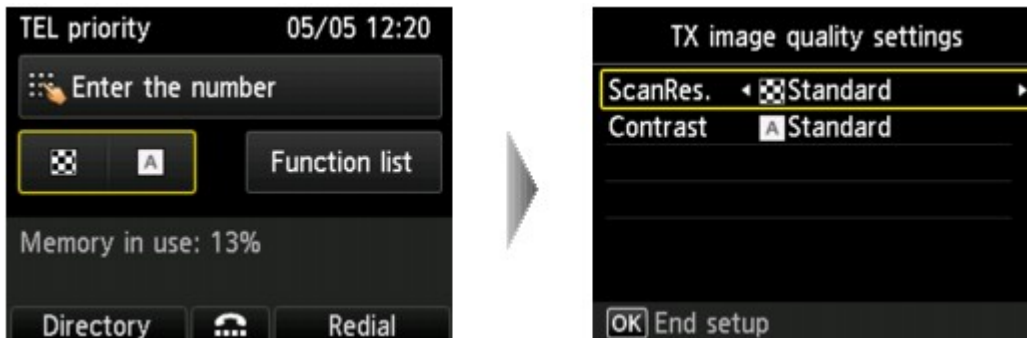 TEL priority 05/05 12:20
Enter the number
A Function list
Memory in use: 13%
Directory Redial
TX image quality settings
ScanRes. Standard
Contrast A Standard
OK End setup